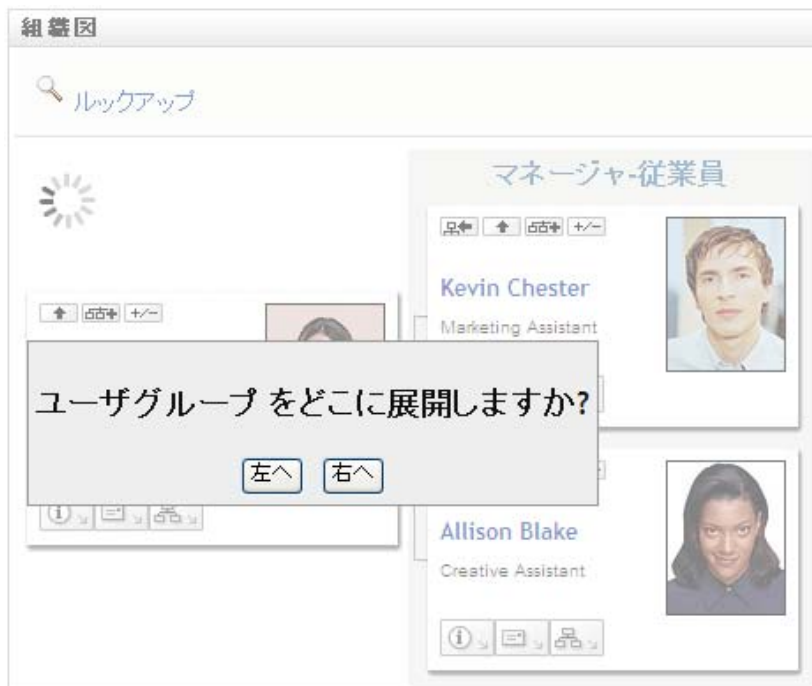 組織図
ルックアップ
マネージャ-従業員
Kevin Chester
Marketing Assistant
ユーザグループ をどこに展開しますか?
左へ
右へ
Allison Blake
Creative Assistant